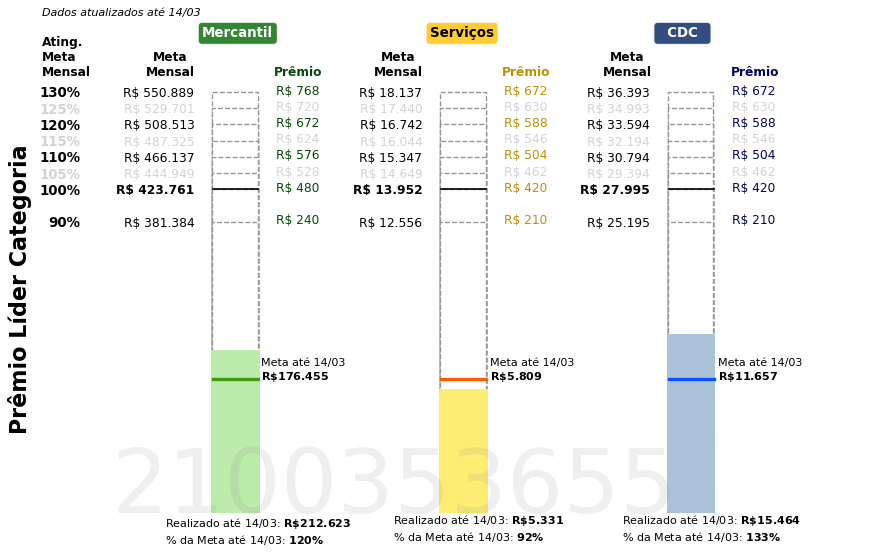 Dados atualizados até 14/03
Mercantil
Serviços
CDC
Ating.
Meta
Mensal
Meta
Mensal
Prêmio
Meta
Mensal
Prêmio
Meta
Mensal
Prêmio
130% R$ 550.889 R$ 768 R$ 18.137 R$ 672 R$ 36.393 R$ 672
125% R$ 529.701 R$ 720 R$ 17.440 R$ 630 R$ 34.993 R$ 630
120% R$ 508.513 R$ 672 R$ 16.742 R$ 588 R$ 33.594 R$ 588
115% R$ 487.325 R$ 624 R$ 16.044 R$ 546 R$ 32.194 R$ 546
110% R$ 466.137 R$ 576 R$ 15.347 R$ 504 R$ 30.794 R$ 504
105% R$ 444.949 R$ 528 R$ 14.649 R$ 462 R$ 29.394 R$ 462
100% R$ 423.761 R$ 480 R$ 13.952 R$ 420 R$ 27.995 R$ 420
90% R$ 381.384 R$ 240 R$ 12.556 R$ 210 R$ 25.195 R$ 210
Prêmio Líder Categoria
Meta até 14/03
R$176.455
Meta até 14/03
R$5.809
Meta até 14/03
R$11.657
2100353655
Realizado até 14/03: R$212.623
% da Meta até 14/03: 120%
Realizado até 14/03: R$5.331
% da Meta até 14/03: 92%
Realizado até 14/03: R$15.464
% da Meta até 14/03: 133%